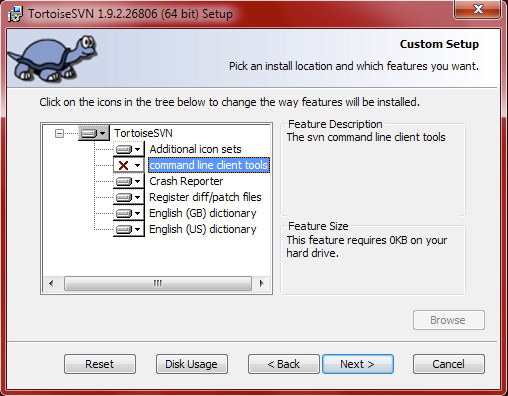 TortoiseSVN 1.9.2.26806 (64 bit) Setup
Custom Setup
Pick an install location and which features you want.
Click on the icons in the tree below to change the way features will be installed.
TortoiseSVN
Additional icon sets
command line client tools
Crash Reporter
Register diff/patch files
English (GB) dictionary
English (US) dictionary
Feature Description
The svn command line client tools
Feature Size
This feature requires 0KB on your
hard drive.
Browse
Reset
Disk Usage
< Back
Next >
Cancel